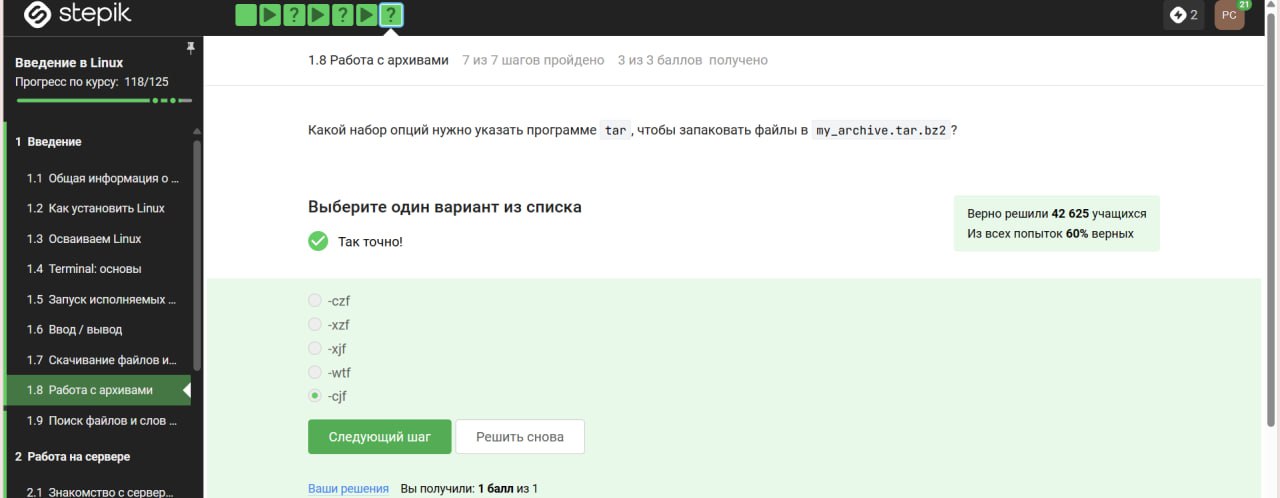 stepik
? ? ?
2
РС
21
Введение в Linux
Прогресс по курсу: 118/125
1.8 Работа с архивами 7 из 7 шагов пройдено 3 из 3 баллов получено
Какой набор опций нужно указать программе tar, чтобы запаковать файлы в my_archive.tar.bz2?
1 Введение
1.1 Общая информация о ...
1.2 Как установить Linux
1.3 Осваиваем Linux
1.4 Terminal: основы
1.5 Запуск исполняемых ...
1.6 Ввод / вывод
1.7 Скачивание файлов и...
1.8 Работа с архивами
1.9 Поиск файлов и слов ...
2 Работа на сервере
2.1 Знакомство с сервер...
Выберите один вариант из списка
Так точно!
Верно решили 42 625 учащихся
Из всех попыток 60% верных
-czf
-xzf
-xjf
-wtf
-cjf
Следующий шаг
Решить снова
Ваши решения Вы получили: 1 балл из 1